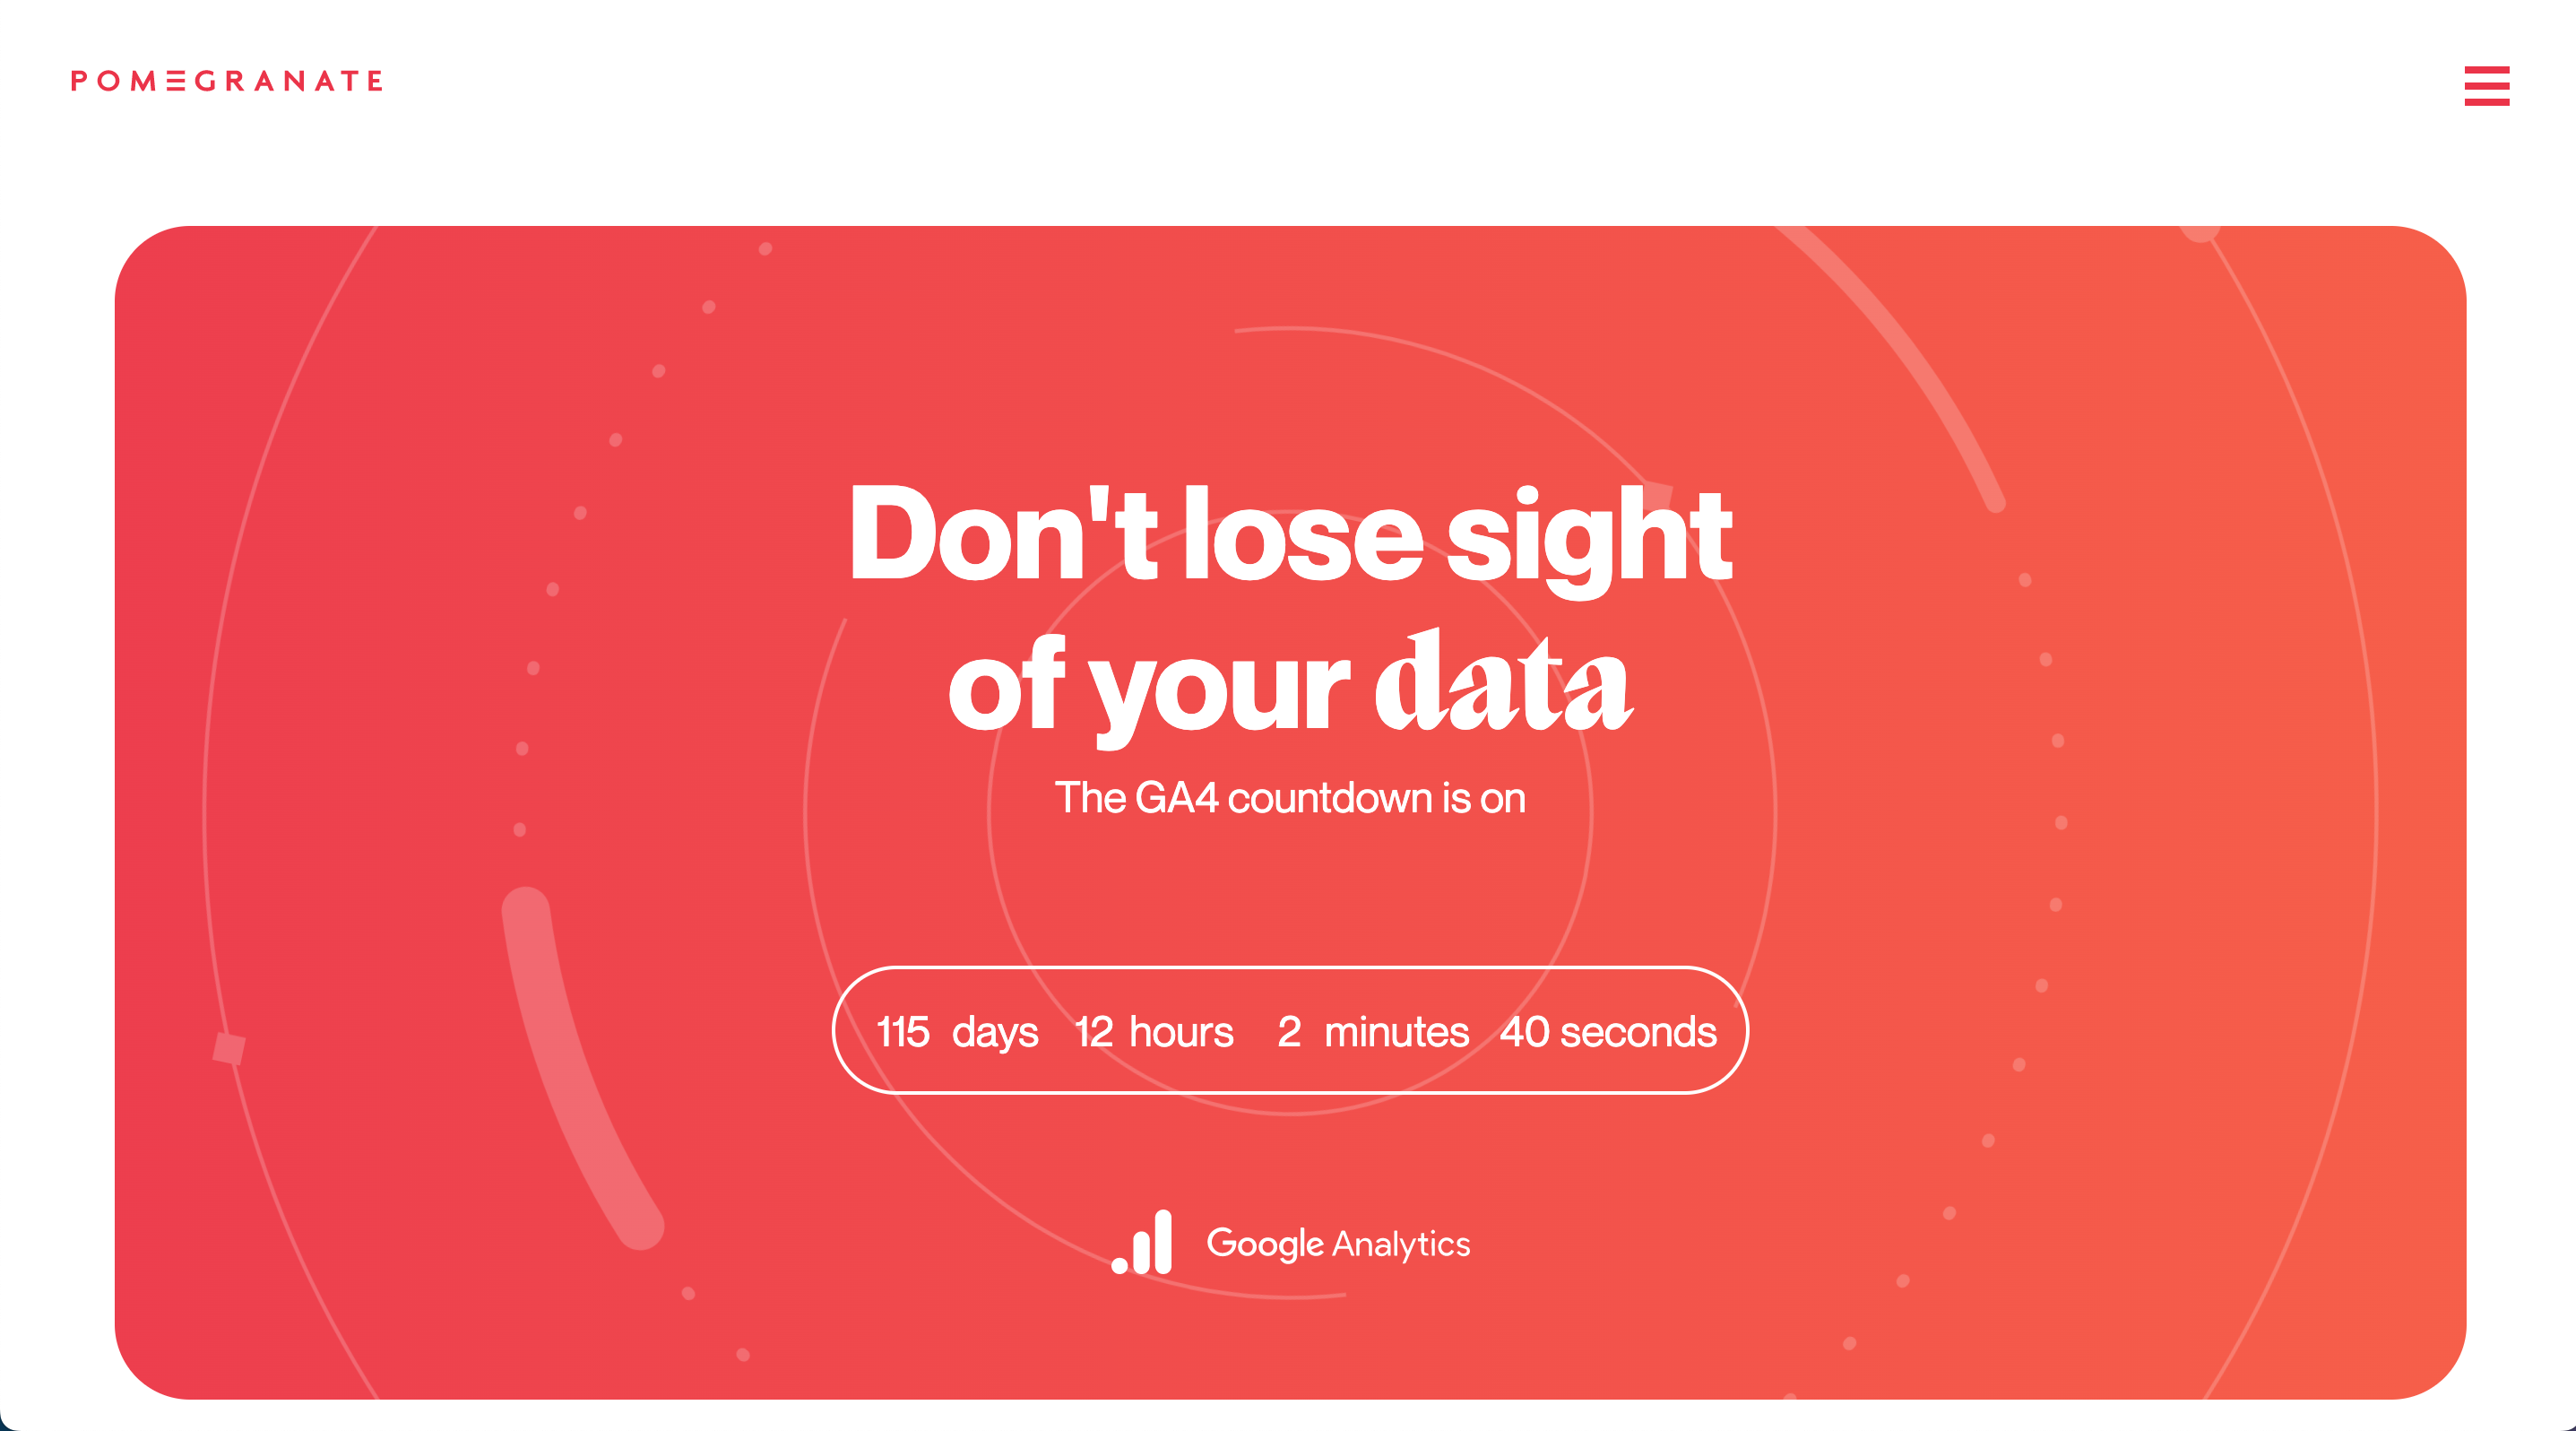 POMEGRANATE
Don't lose sight
of your data
The GA4 countdown is on
115 days 12 hours 2 minutes 40 seconds
Google Analytics